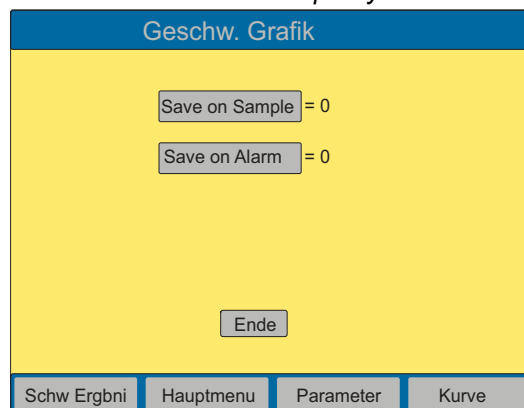 Geschw. Grafik
Save on Sample = 0
Save on Alarm = 0
Ende
Schw Ergbni Hauptmenu Parameter Kurve